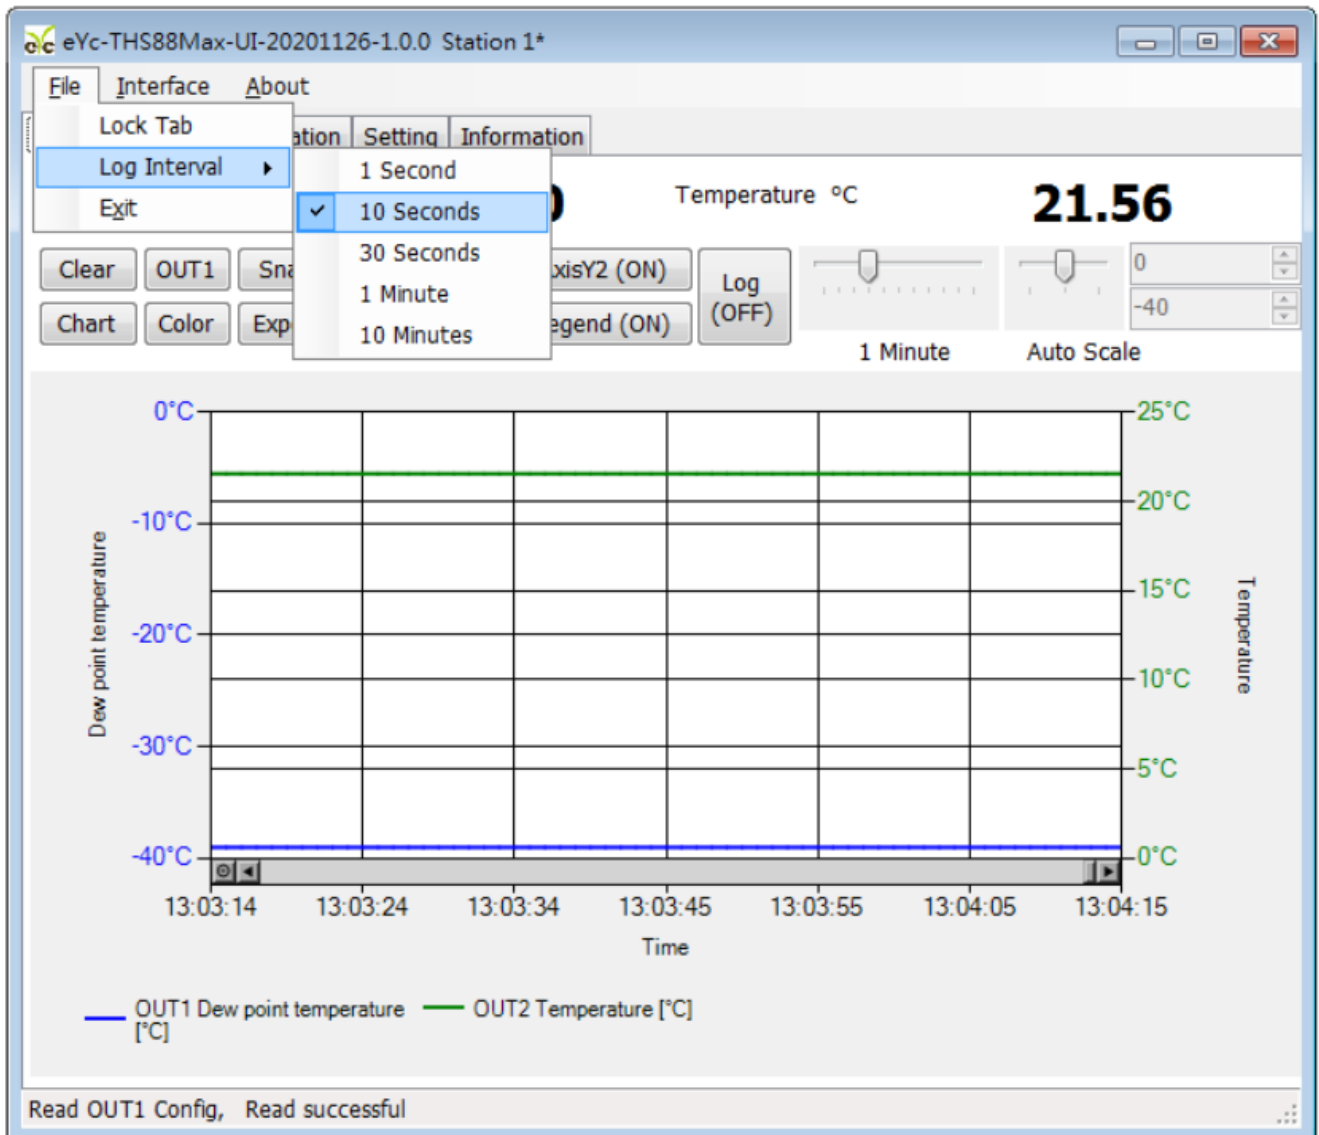 eYc-THS88Max-UI-20201126-1.0.0 Station 1*
File Interface About
Lock Tab
Log Interval
Exit
Setting Information
1 Second
10 Seconds
30 Seconds
1 Minute
10 Minutes
Temperature °C 21.56
Clear OUT1 (ON)
Log
(OFF)
Chart Color (ON)
0
-40
1 Minute Auto Scale
0°C
-10°C
-20°C
-30°C
-40°C
Dew point temperature
25°C
20°C
15°C
10°C
5°C
0°C
Temperature
13:03:14 13:03:24 13:03:34 13:03:45 13:03:55 13:04:05 13:04:15
Time
OUT1 Dew point temperature
[°C]
OUT2 Temperature [°C]
Read OUT1 Config, Read successful